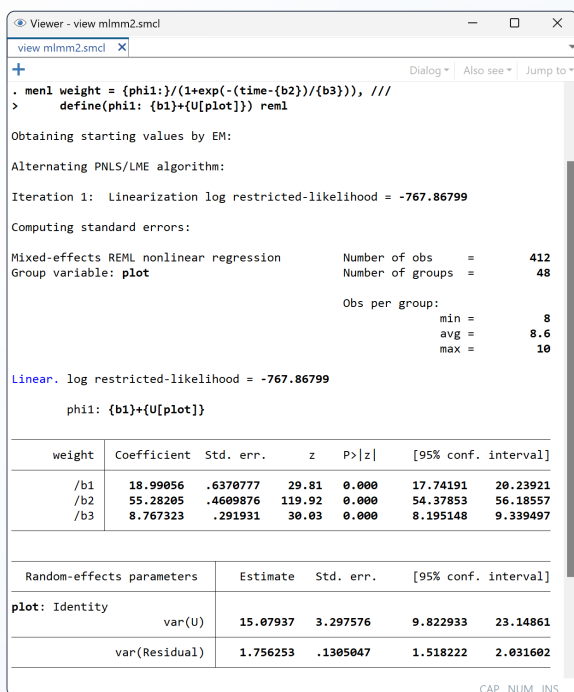 Viewer - view mlmm2.smcl
view mlmm2.smcl
Dialog Also see Jump to
. menl weight = {phi1:}/(1+exp(-(time-{b2})/{b3})), ///
> define(phi1: {b1}+{U[plot]}) reml
Obtaining starting values by EM:
Alternating PNLS/LME algorithm:
Iteration 1: Linearization log restricted-likelihood = -767.86799
Computing standard errors:
Mixed-effects REML nonlinear regression Number of obs = 412
Group variable: plot Number of groups = 48
Obs per group:
min = 8
avg = 8.6
max = 10
Linear. log restricted-likelihood = -767.86799
phi1: {b1}+{U[plot]}
weight Coefficient Std. err. z P>|z| [95% conf. interval]
/b1 18.99056 .6370777 29.81 0.000 17.74191 20.23921
/b2 55.28205 .4609876 119.92 0.000 54.37853 56.18557
/b3 8.767323 .291931 30.03 0.000 8.195148 9.339497
Random-effects parameters Estimate Std. err. [95% conf. interval]
plot: Identity
var(U) 15.07937 3.297576 9.822933 23.14861
var(Residual) 1.756253 .1305047 1.518222 2.031602
CAP NUM INS